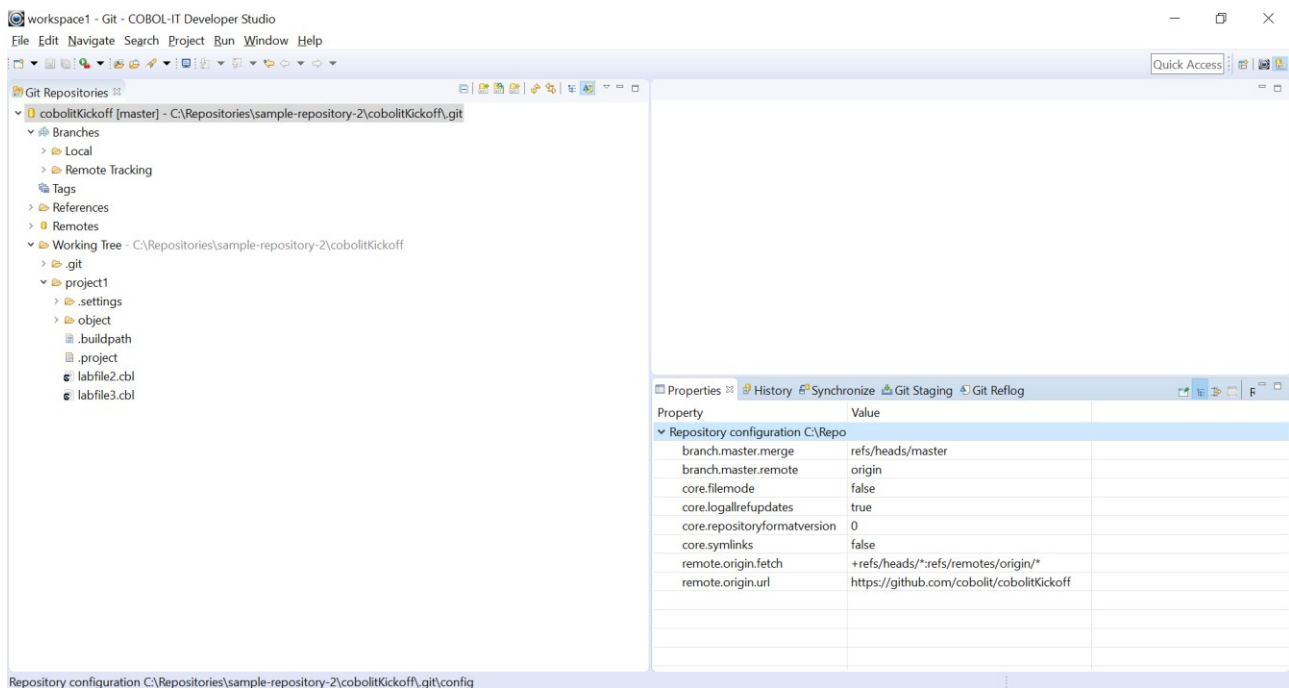 workspace1 - Git - COBOL-IT Developer Studio
File Edit Navigate Search Project Run Window Help
Quick Access
Git Repositories
cobolitKickoff [master] - C:\Repositories\sample-repository-2\cobolitKickoff\.git
Branches
Local
Remote Tracking
Tags
References
Remotes
Working Tree - C:\Repositories\sample-repository-2\cobolitKickoff
.git
project1
.settings
object
.buildpath
.project
labfile2.cbl
labfile3.cbl
Properties History Synchronize Git Staging Git Reflog
Property Value
Repository configuration C:\Repo
branch.master.merge refs/heads/master
branch.master.remote origin
core.filemode false
core.logallrefupdates true
core.repositoryformatversion 0
core.symlinks false
remote.origin.fetch +refs/heads/*:refs/remotes/origin/*
remote.origin.url https://github.com/cobolit/cobolitKickoff
Repository configuration C:\Repositories\sample-repository-2\cobolitKickoff\.git\config